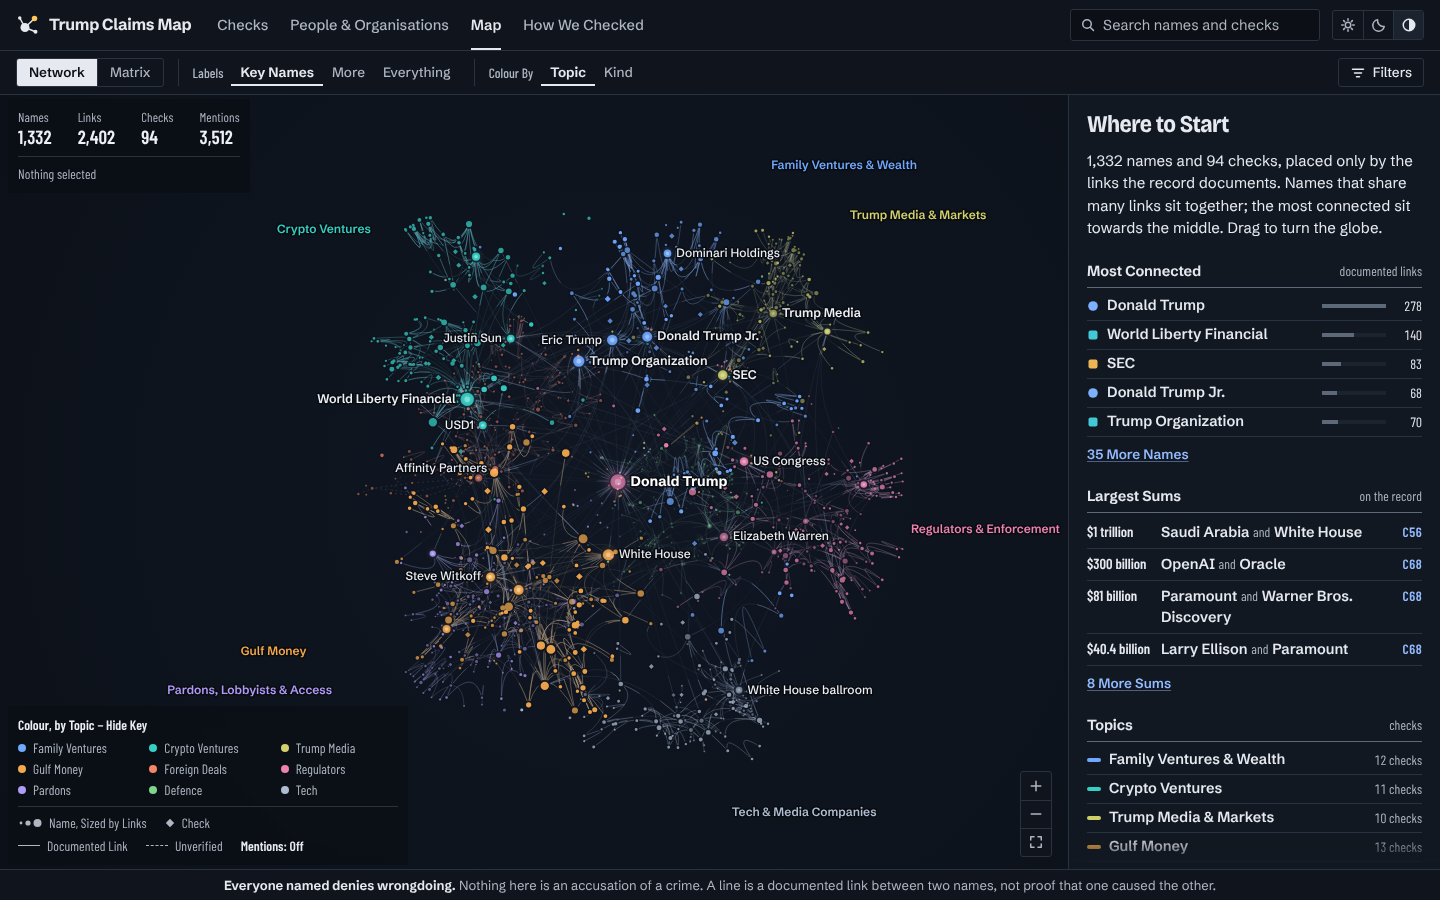 Trump Claims Map
Checks
People & Organisations
Map
How We Checked
Search names and checks
Network
Matrix
Labels
Key Names
More
Everything
Colour By
Topic
Kind
Filters
Names
Links
Checks
Mentions
1,332
2,402
94
3,512
Nothing selected
Family Ventures & Wealth
Trump Media & Markets
Crypto Ventures
Dominari Holdings
Trump Media
Justin Sun
Eric Trump
Donald Trump Jr.
Trump Organization
SEC
World Liberty Financial
USD1
Affinity Partners
US Congress
Donald Trump
Regulators & Enforcement
Elizabeth Warren
White House
Steve Witkoff
Gulf Money
Pardons, Lobbyists & Access
White House ballroom
Tech & Media Companies
Colour, by Topic – Hide Key
Family Ventures
Crypto Ventures
Trump Media
Gulf Money
Foreign Deals
Regulators
Pardons
Defence
Tech
Name, Sized by Links
Check
Documented Link
Unverified
Mentions: Off
Where to Start
1,332 names and 94 checks, placed only by the
links the record documents. Names that share
many links sit together; the most connected sit
towards the middle. Drag to turn the globe.
Most Connected
documented links
Donald Trump
278
World Liberty Financial
140
SEC
83
Donald Trump Jr.
68
Trump Organization
70
35 More Names
Largest Sums
on the record
$1 trillion
Saudi Arabia and White House
C56
$300 billion
OpenAI and Oracle
C68
$81 billion
Paramount and Warner Bros.
Discovery
C68
$40.4 billion
Larry Ellison and Paramount
C68
8 More Sums
Topics
checks
Family Ventures & Wealth
12 checks
Crypto Ventures
11 checks
Trump Media & Markets
10 checks
Gulf Money
13 checks
Everyone named denies wrongdoing. Nothing here is an accusation of a crime. A line is a documented link between two names, not proof that one caused the other.